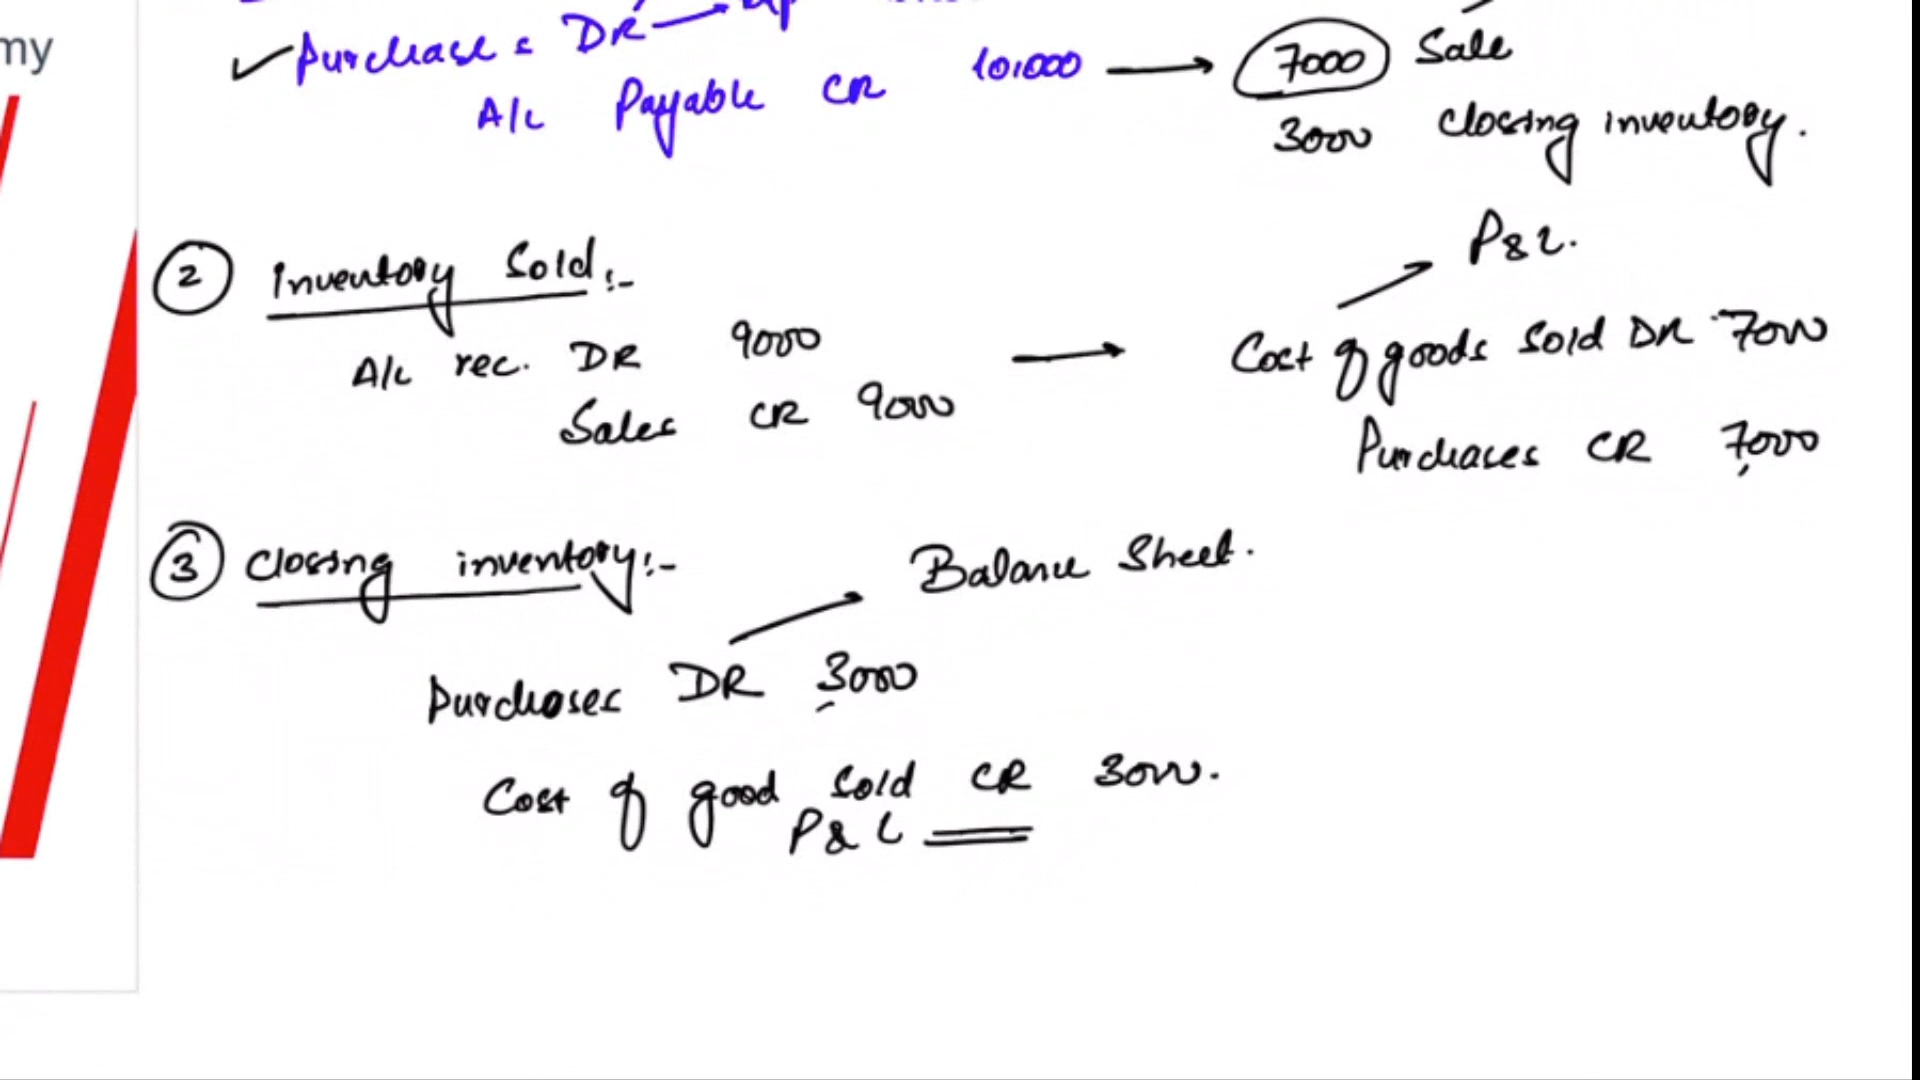 my
Purchases DR
A/c Payable CR 10,000
7000 Sale
3000 closing inventory.
② Inventory Sold:-
A/c rec. DR 9000
Sales CR 9000
P&L.
Cost of goods Sold DR 7000
Purchases CR 7000
③ Closing inventory:-
Balance Sheet.
Purchases DR 3000
Cost of good Sold CR 3000.
P&L